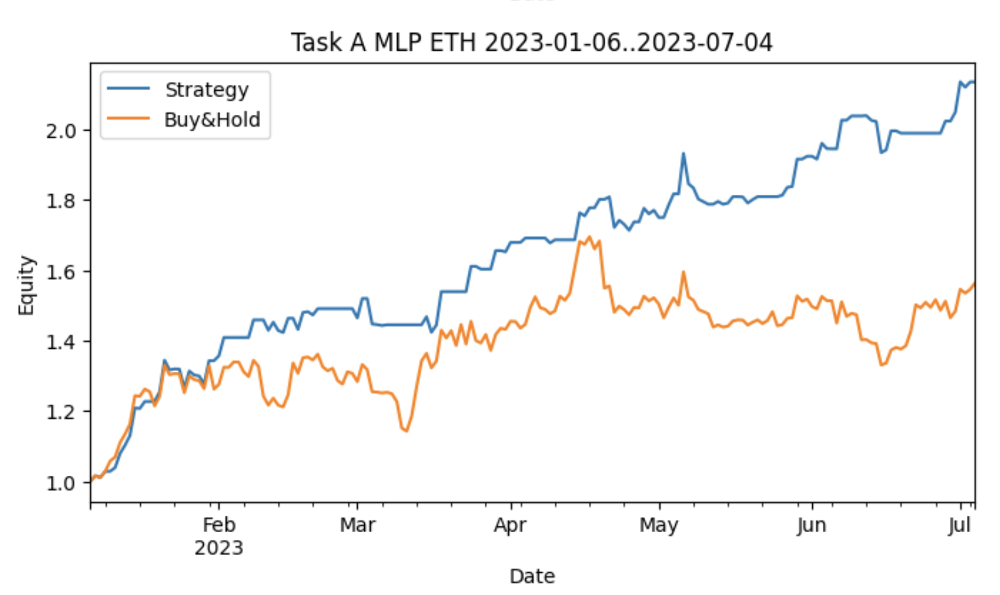 Task A MLP ETH 2023-01-06..2023-07-04
Strategy
Buy&Hold
2.0
1.8
1.6
1.4
1.2
1.0
Equity
Feb Mar Apr May Jun Jul
2023
Date